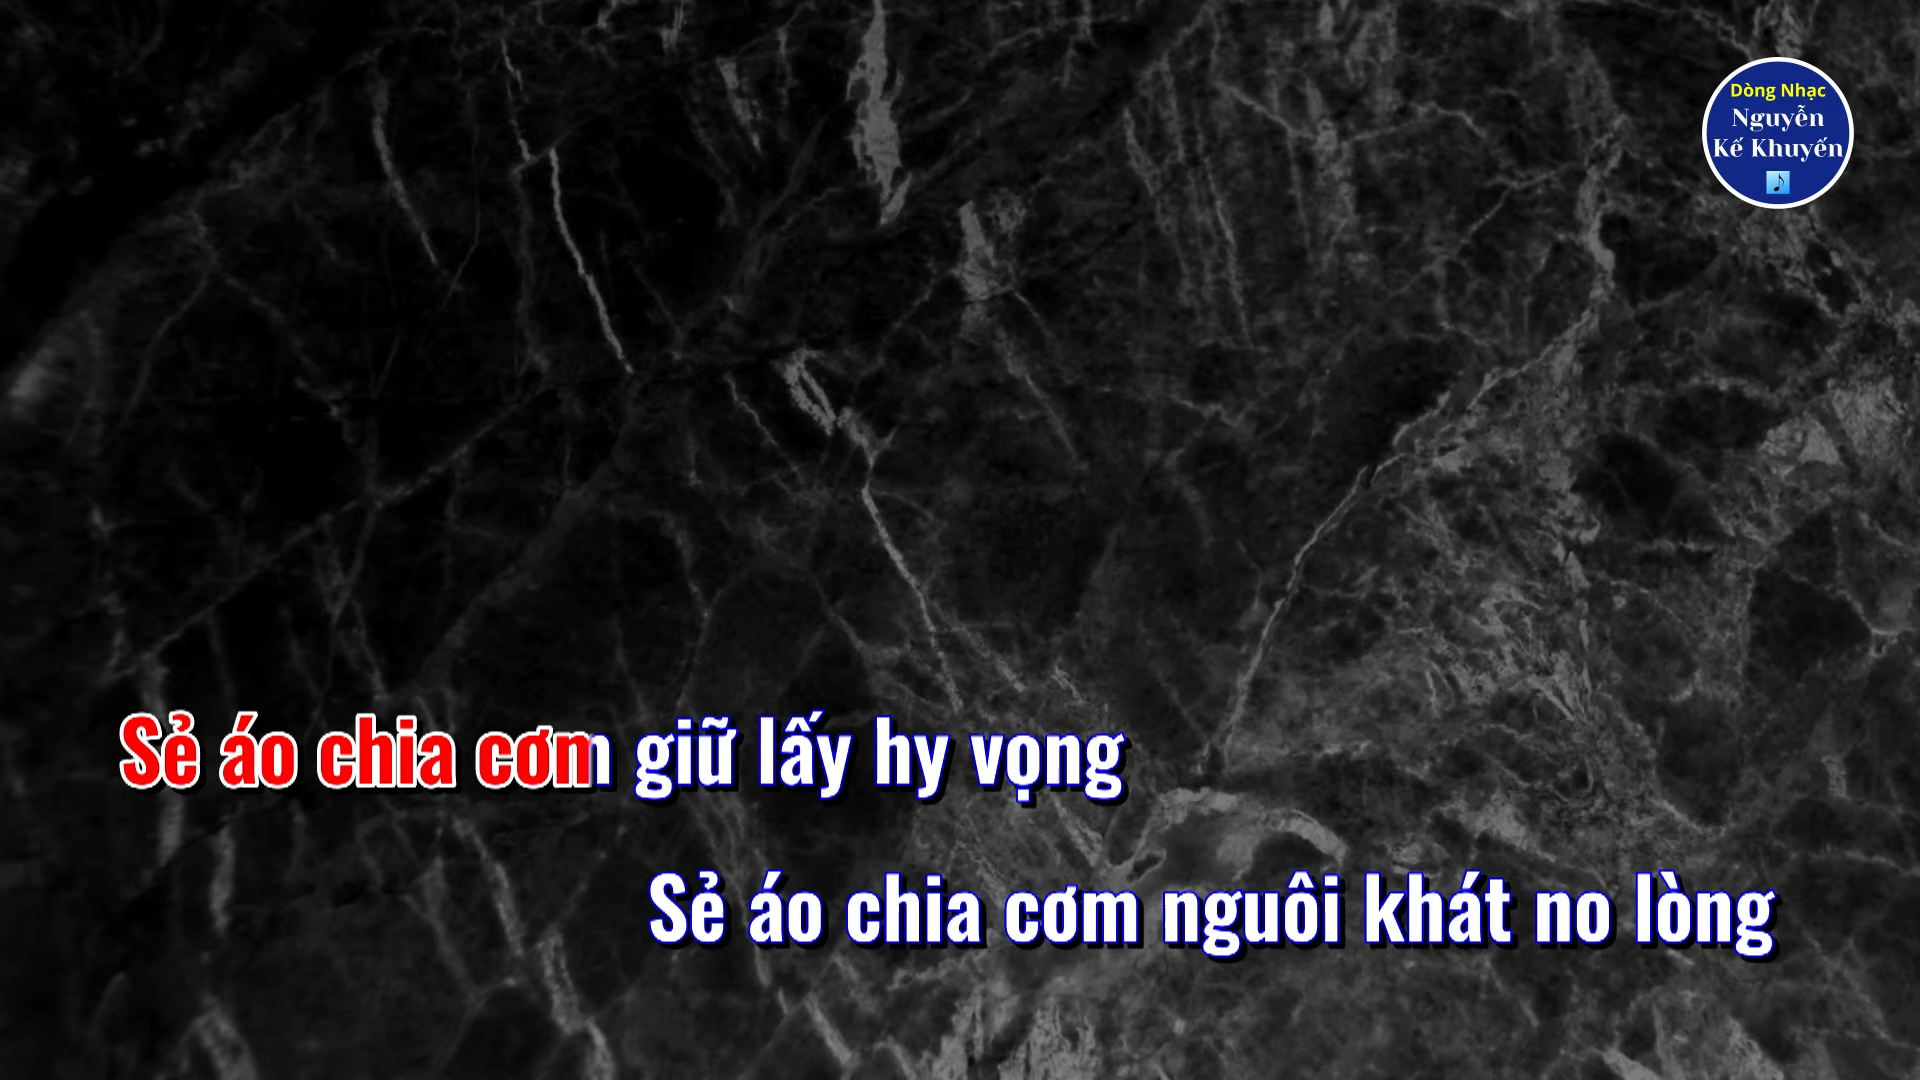 Dòng Nhạc
Nguyễn
Kế Khuyến
Sẻ áo chia cơm giữ lấy hy vọng
Sẻ áo chia cơm nguôi khát no lòng